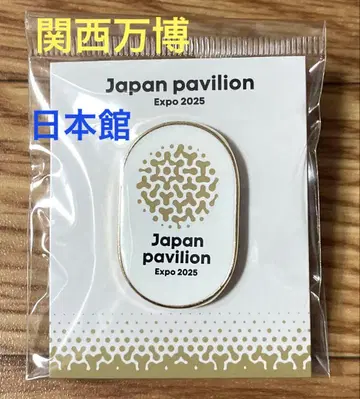 関西万博
Japan pavilion
Expo 2025
日本館
Japan
pavilion
Expo 2025